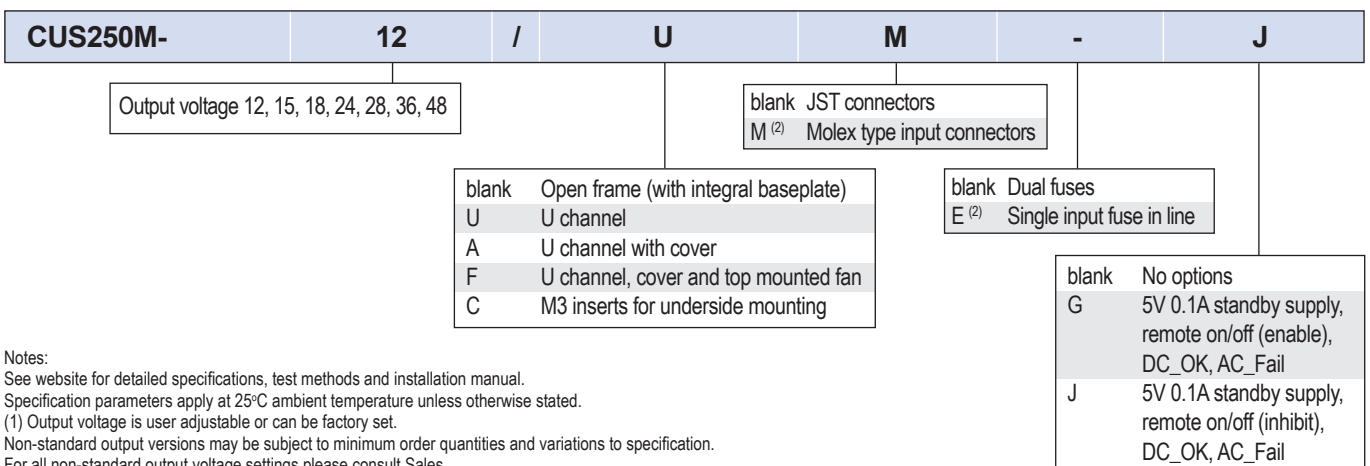 CUS250M- 12 / U M - J
Output voltage 12, 15, 18, 24, 28, 36, 48
blank JST connectors
M (2) Molex type input connectors
blank Open frame (with integral baseplate)
U U channel
A U channel with cover
F U channel, cover and top mounted fan
C M3 inserts for underside mounting
blank Dual fuses
E (2) Single input fuse in line
blank No options
G 5V 0.1A standby supply,
remote on/off (enable),
DC_OK, AC_Fail
J 5V 0.1A standby supply,
remote on/off (inhibit),
DC_OK, AC_Fail
Notes:
See website for detailed specifications, test methods and installation manual.
Specification parameters apply at 25ºC ambient temperature unless otherwise stated.
(1) Output voltage is user adjustable or can be factory set.
Non-standard output versions may be subject to minimum order quantities and variations to specification.
For all non-standard output voltage settings please consult Sales